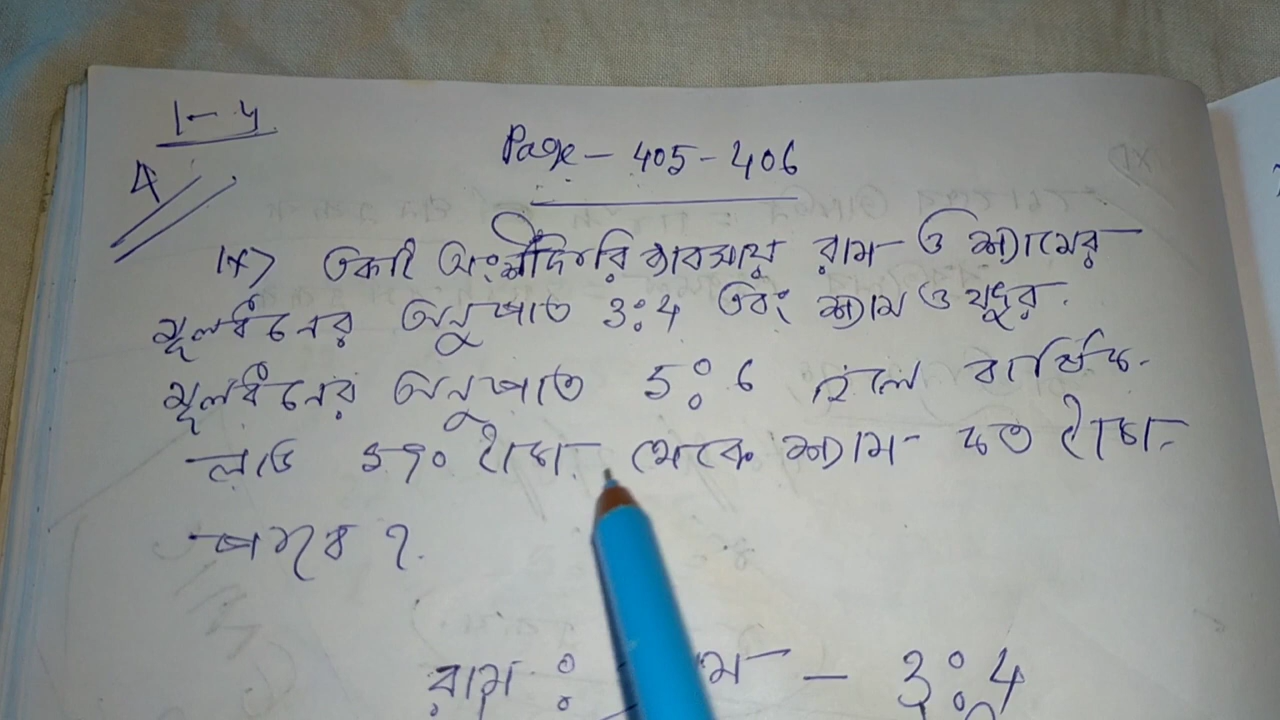 1-4
4
Page - 405-406
একটি অংশীদারি ব্যবসায় রাম ও শ্যামের
মূলধনের অনুপাত 3:4 এবং শ্যাম ও যদুর
মূলধনের অনুপাত 5:6 হলে বার্ষিক
লাভ টাকা থেকে শ্যাম কত টাকা
পাবে ?
রাম : - 3:4